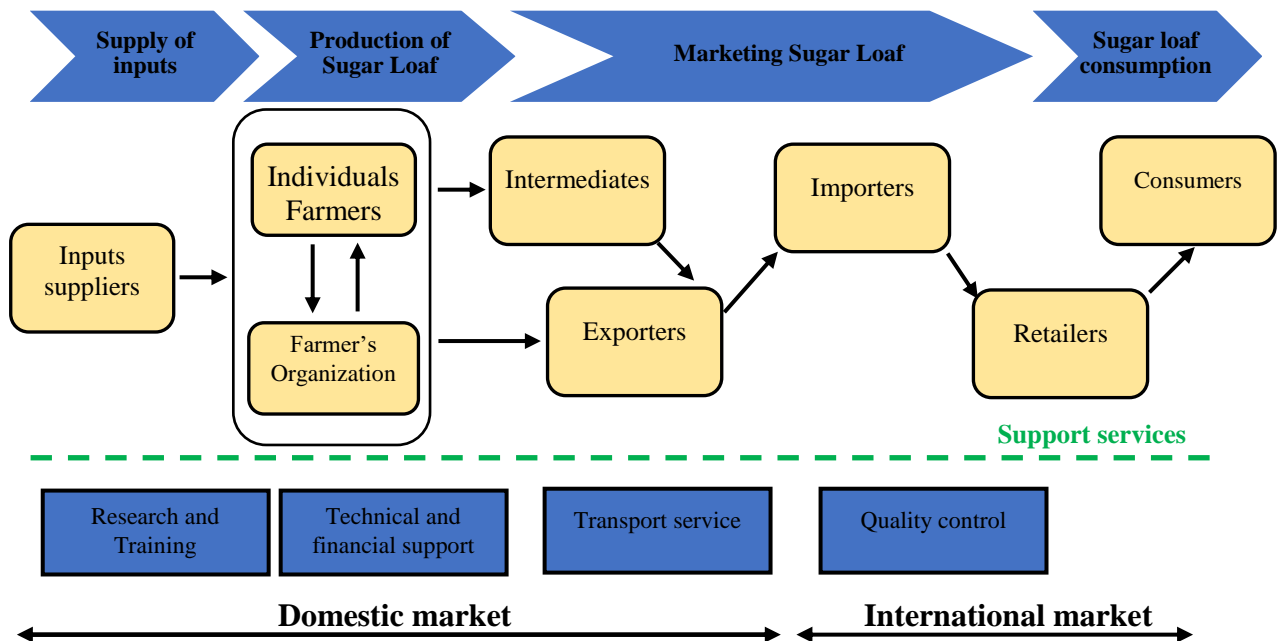 Supply of
inputs
Production of
Sugar Loaf
Marketing Sugar Loaf
Sugar loaf
consumption
Individuals
Farmers
Intermediates
Importers
Consumers
Inputs
suppliers
Farmer’s
Organization
Exporters
Retailers
Support services
Research and
Training
Technical and
financial support
Transport service
Quality control
Domestic market
International market